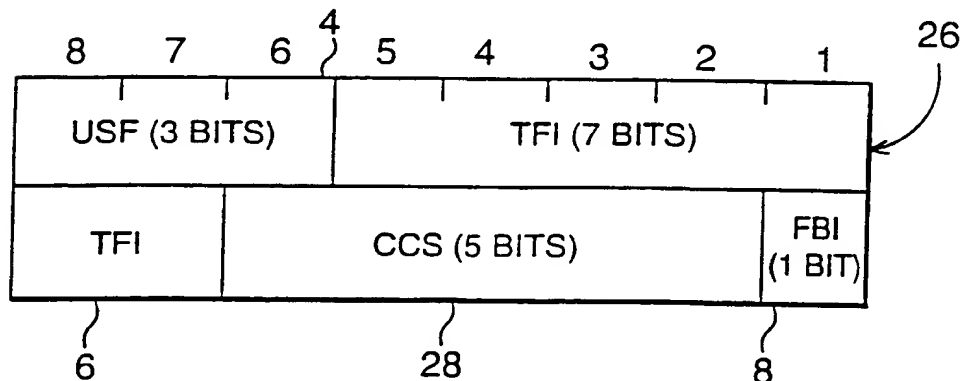 4
8 7 6 5 4 3 2 1
26
USF (3 BITS) TFI (7 BITS)
TFI CCS (5 BITS) FBI
(1 BIT)
6 28 8